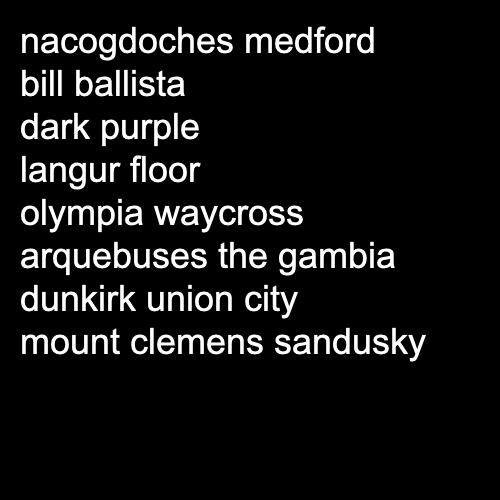 nacogdoches medford
bill ballista
dark purple
langur floor
olympia waycross
arquebuses the gambia
dunkirk union city
mount clemens sandusky